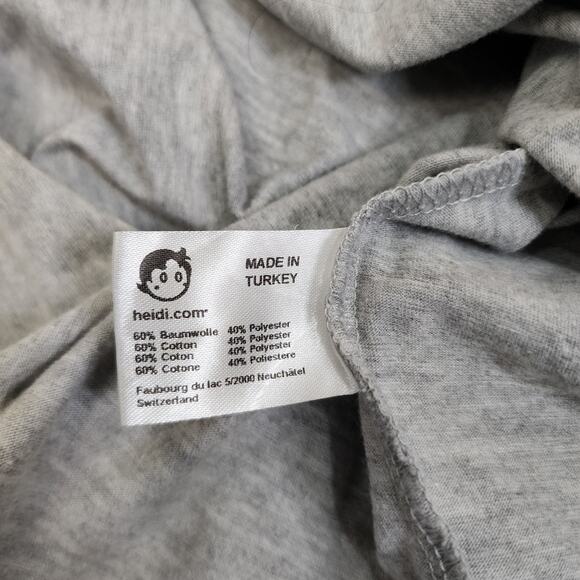 MADE IN
TURKEY
heidi.com
60% Baumwolle 40% Polyester
60% Cotton 40% Polyester
60% Coton 40% Polyester
60% Cotone 40% Poliestere
Faubourg du lac 5/2000 Neuchâtel
Switzerland